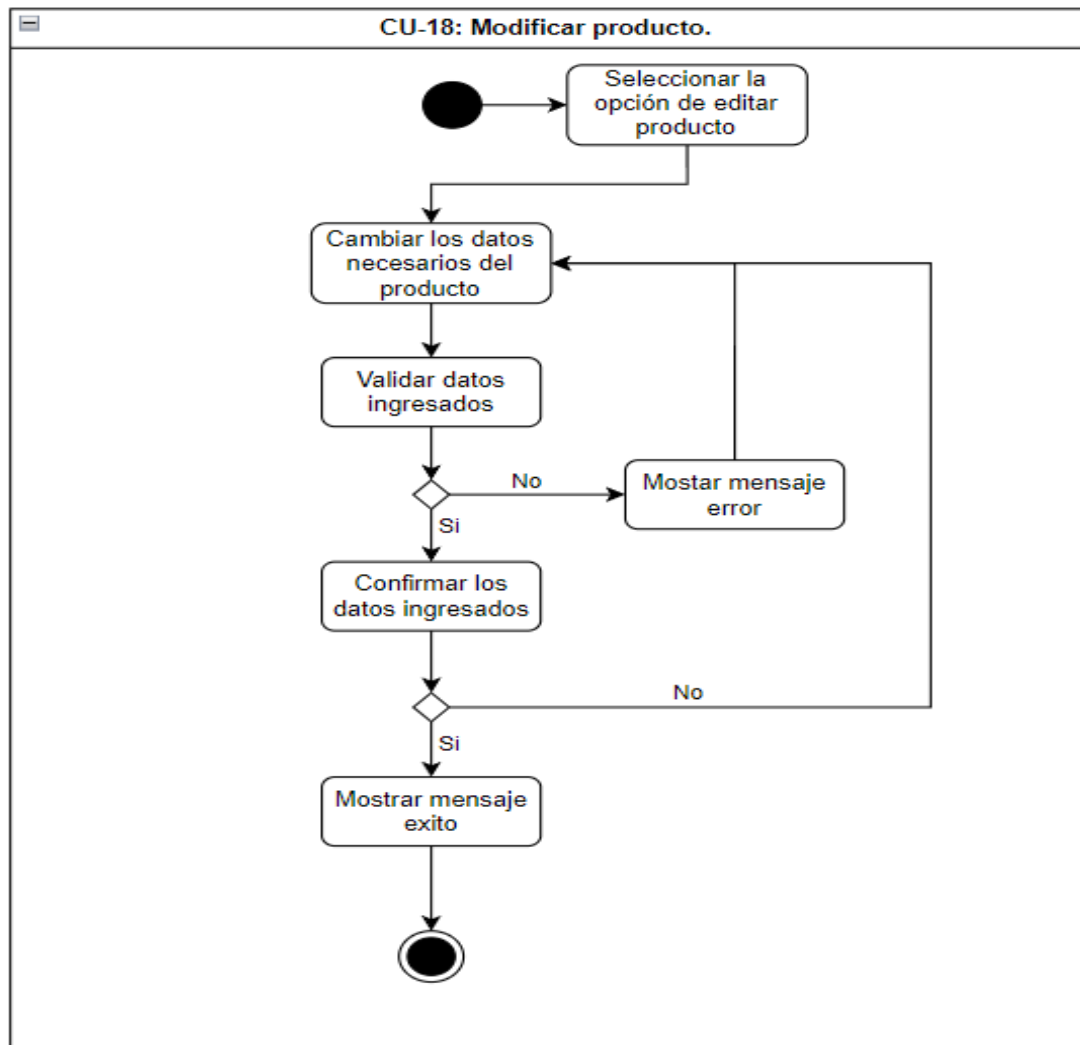 CU-18: Modificar producto.
Seleccionar la
opción de editar
producto
Cambiar los datos
necesarios del
producto
Validar datos
ingresados
No
Mostar mensaje
error
Si
Confirmar los
datos ingresados
No
Si
Mostrar mensaje
exito